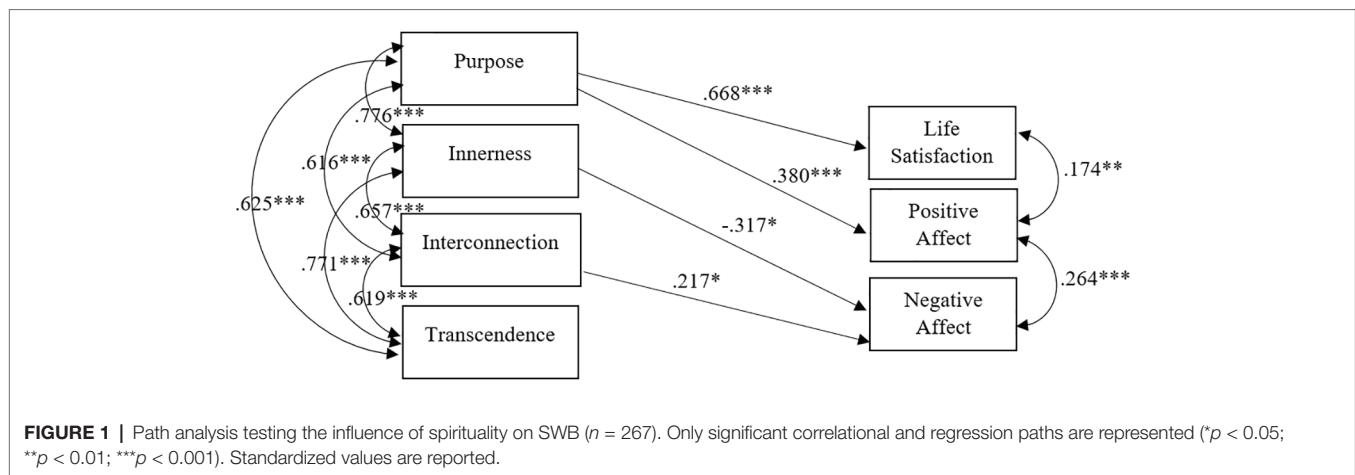 Purpose
.776***
.616***
Innerness
.625***
.657***
Interconnection
.771***
.619***
Transcendence
.668***
.380***
-.317*
.217*
Life
Satisfaction
.174**
Positive
Affect
.264***
Negative
Affect
FIGURE 1 | Path analysis testing the influence of spirituality on SWB (n = 267). Only significant correlational and regression paths are represented (*p < 0.05;
**p < 0.01; ***p < 0.001). Standardized values are reported.